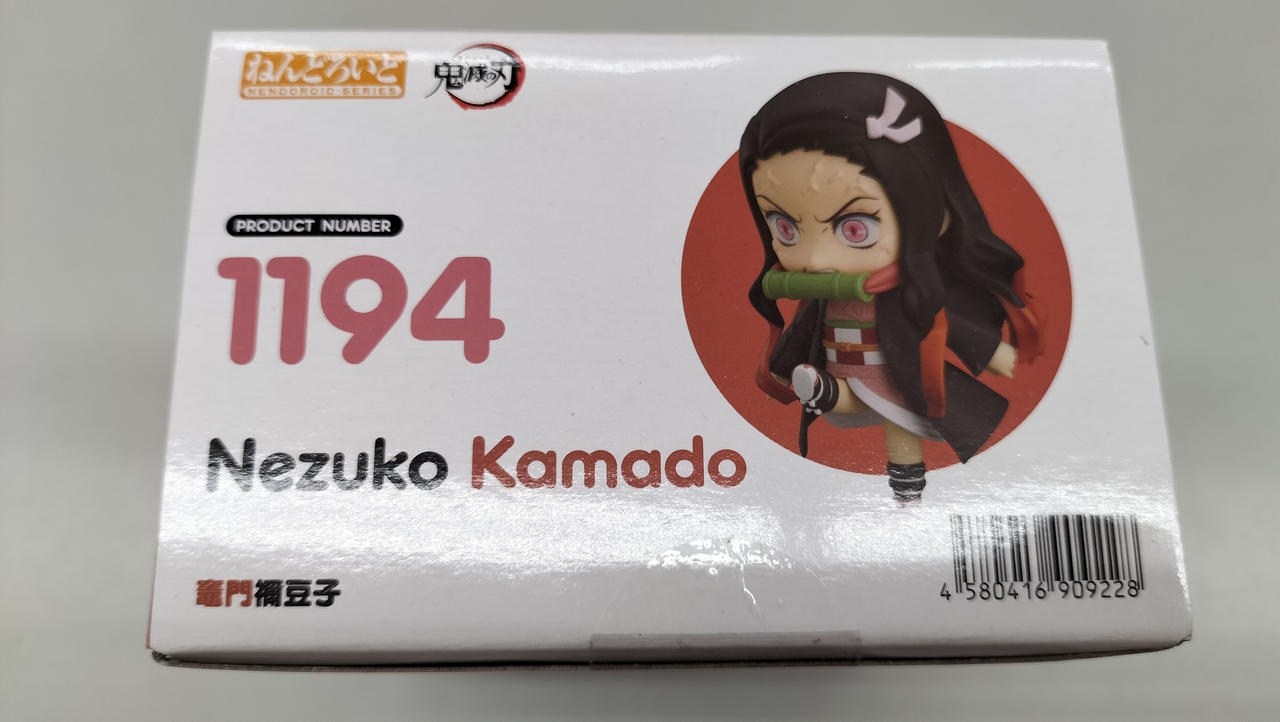 ねんどろいど
NENDOROID-SERIES
鬼滅の刃
PRODUCT NUMBER
1194
Nezuko Kamado
竈門禰豆子
4 580416 909228